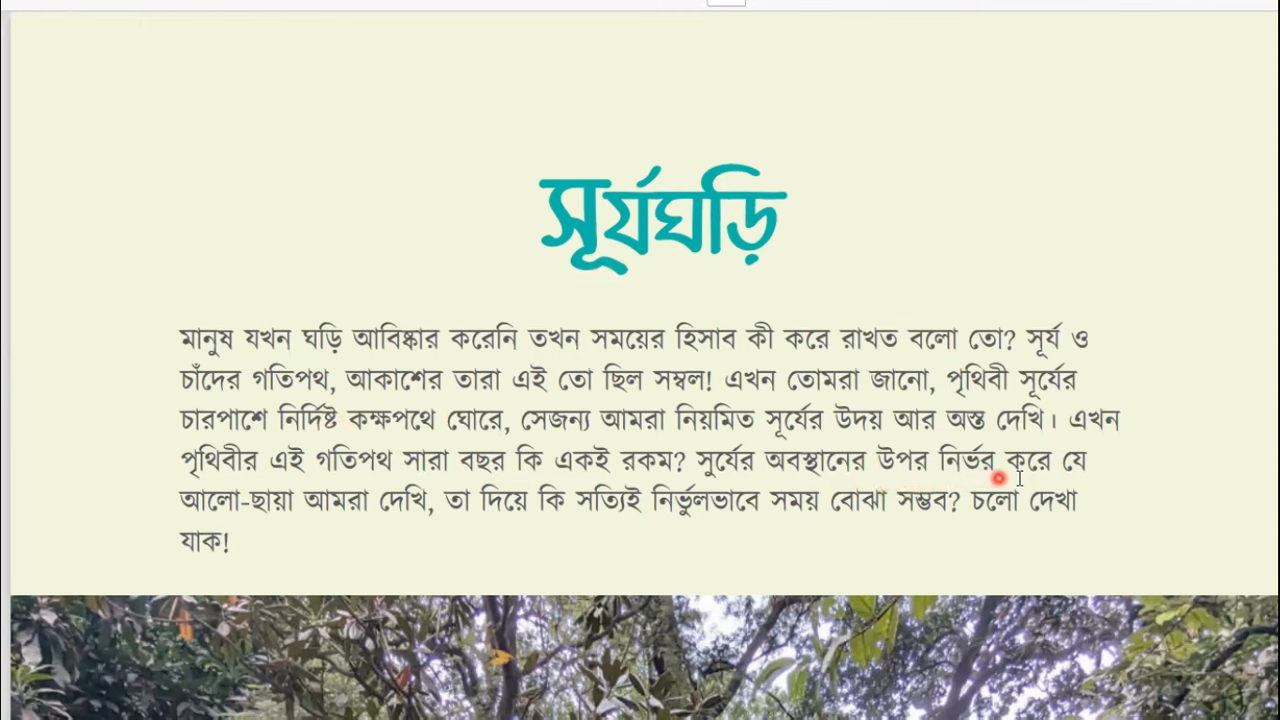 সূর্যঘড়ি
মানুষ যখন ঘড়ি আবিষ্কার করেনি তখন সময়ের হিসাব কী করে রাখত বলো তো? সূর্য ও
চাঁদের গতিপথ, আকাশের তারা এই তো ছিল সম্বল! এখন তোমরা জানো, পৃথিবী সূর্যের
চারপাশে নির্দিষ্ট কক্ষপথে ঘোরে, সেজন্য আমরা নিয়মিত সূর্যের উদয় আর অস্ত দেখি। এখন
পৃথিবীর এই গতিপথ সারা বছর কি একই রকম? সুর্যের অবস্থানের উপর নির্ভর করে যে
আলো-ছায়া আমরা দেখি, তা দিয়ে কি সত্যিই নির্ভুলভাবে সময় বোঝা সম্ভব? চলো দেখা
যাক!